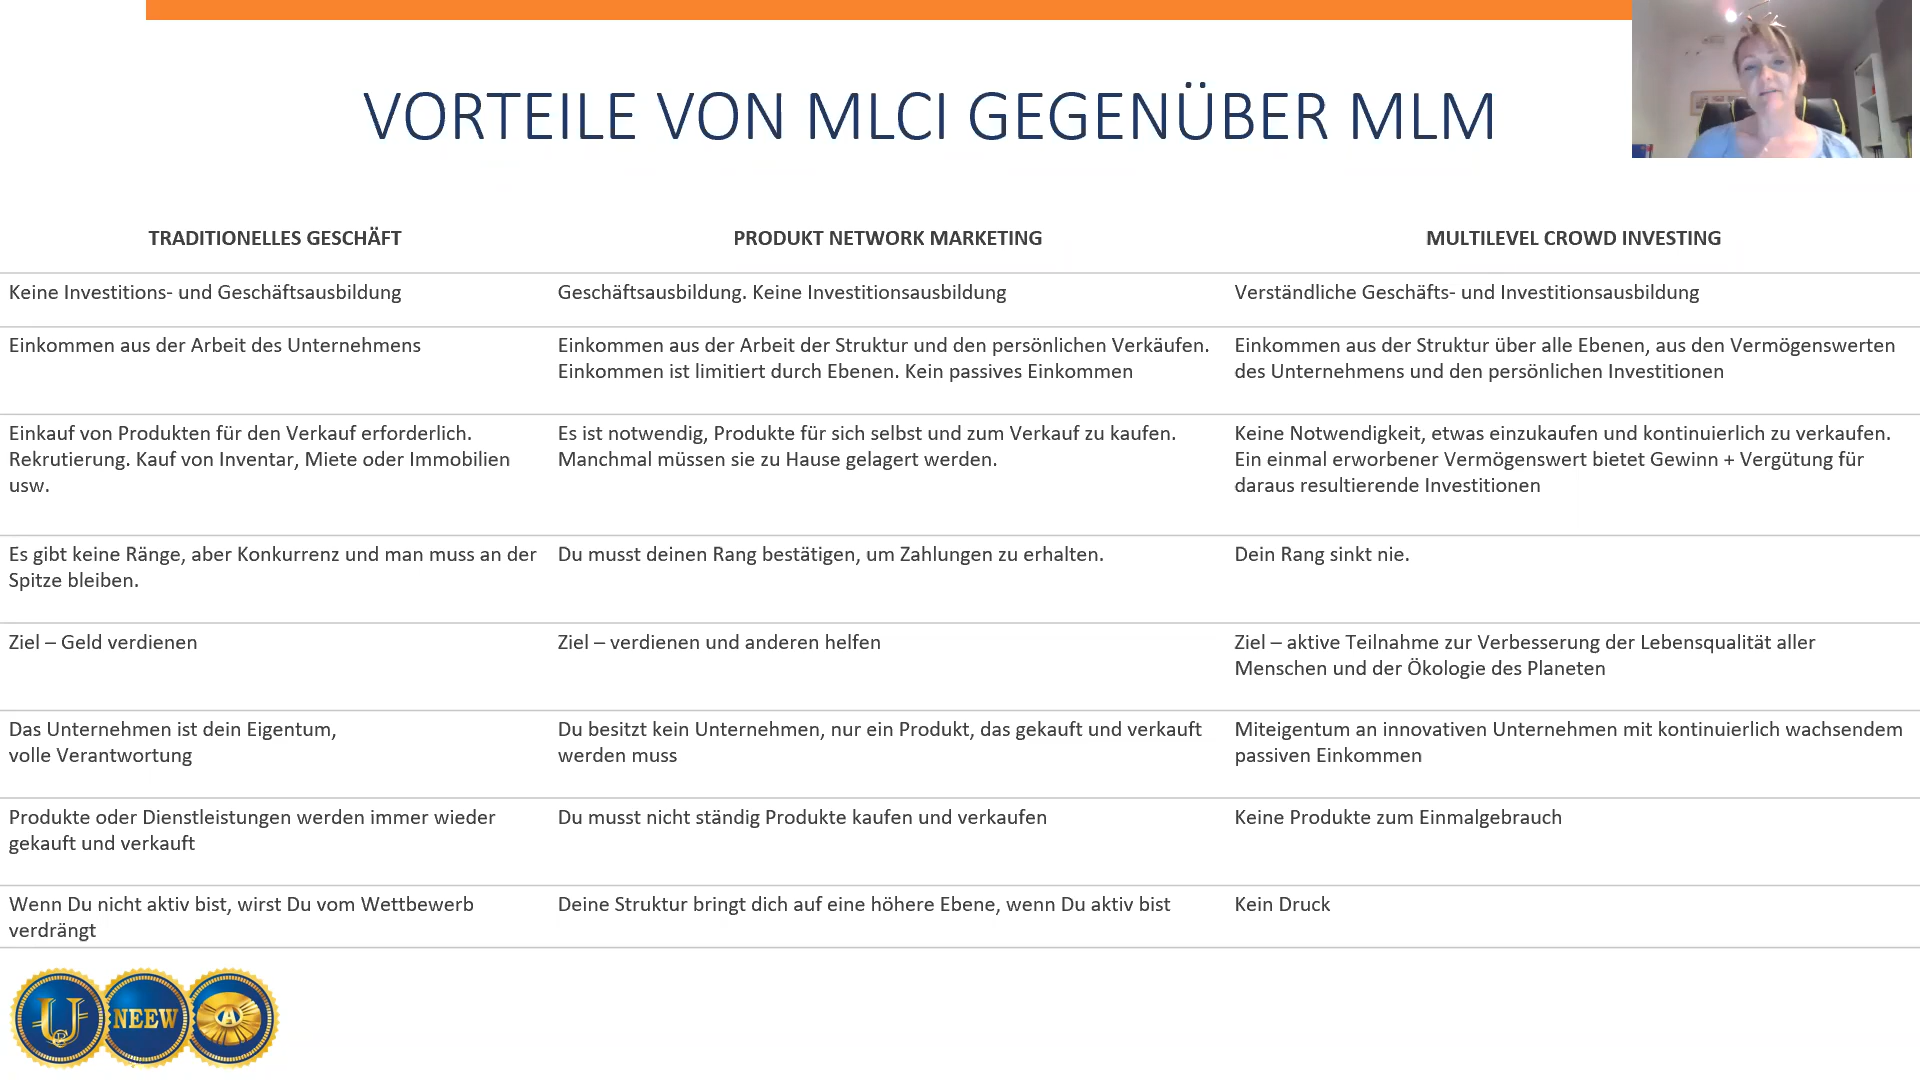 VORTEILE VON MLCI GEGENÜBER MLM
TRADITIONELLES GESCHÄFT
PRODUKT NETWORK MARKETING
MULTILEVEL CROWD INVESTING
Keine Investitions- und Geschäftsausbildung
Geschäftsausbildung. Keine Investitionsausbildung
Verständliche Geschäfts- und Investitionsausbildung
Einkommen aus der Arbeit des Unternehmens
Einkommen aus der Arbeit der Struktur und den persönlichen Verkäufen.
Einkommen ist limitiert durch Ebenen. Kein passives Einkommen
Einkommen aus der Struktur über alle Ebenen, aus den Vermögenswerten
des Unternehmens und den persönlichen Investitionen
Einkauf von Produkten für den Verkauf erforderlich.
Rekrutierung. Kauf von Inventar, Miete oder Immobilien
usw.
Es ist notwendig, Produkte für sich selbst und zum Verkauf zu kaufen.
Manchmal müssen sie zu Hause gelagert werden.
Keine Notwendigkeit, etwas einzukaufen und kontinuierlich zu verkaufen.
Ein einmal erworbener Vermögenswert bietet Gewinn + Vergütung für
daraus resultierende Investitionen
Es gibt keine Ränge, aber Konkurrenz und man muss an der
Spitze bleiben.
Du musst deinen Rang bestätigen, um Zahlungen zu erhalten.
Dein Rang sinkt nie.
Ziel – Geld verdienen
Ziel – verdienen und anderen helfen
Ziel – aktive Teilnahme zur Verbesserung der Lebensqualität aller
Menschen und der Ökologie des Planeten
Das Unternehmen ist dein Eigentum,
volle Verantwortung
Du besitzt kein Unternehmen, nur ein Produkt, das gekauft und verkauft
werden muss
Miteigentum an innovativen Unternehmen mit kontinuierlich wachsendem
passiven Einkommen
Produkte oder Dienstleistungen werden immer wieder
gekauft und verkauft
Du musst nicht ständig Produkte kaufen und verkaufen
Keine Produkte zum Einmalgebrauch
Wenn Du nicht aktiv bist, wirst Du vom Wettbewerb
verdrängt
Deine Struktur bringt dich auf eine höhere Ebene, wenn Du aktiv bist
Kein Druck
NEEW
A